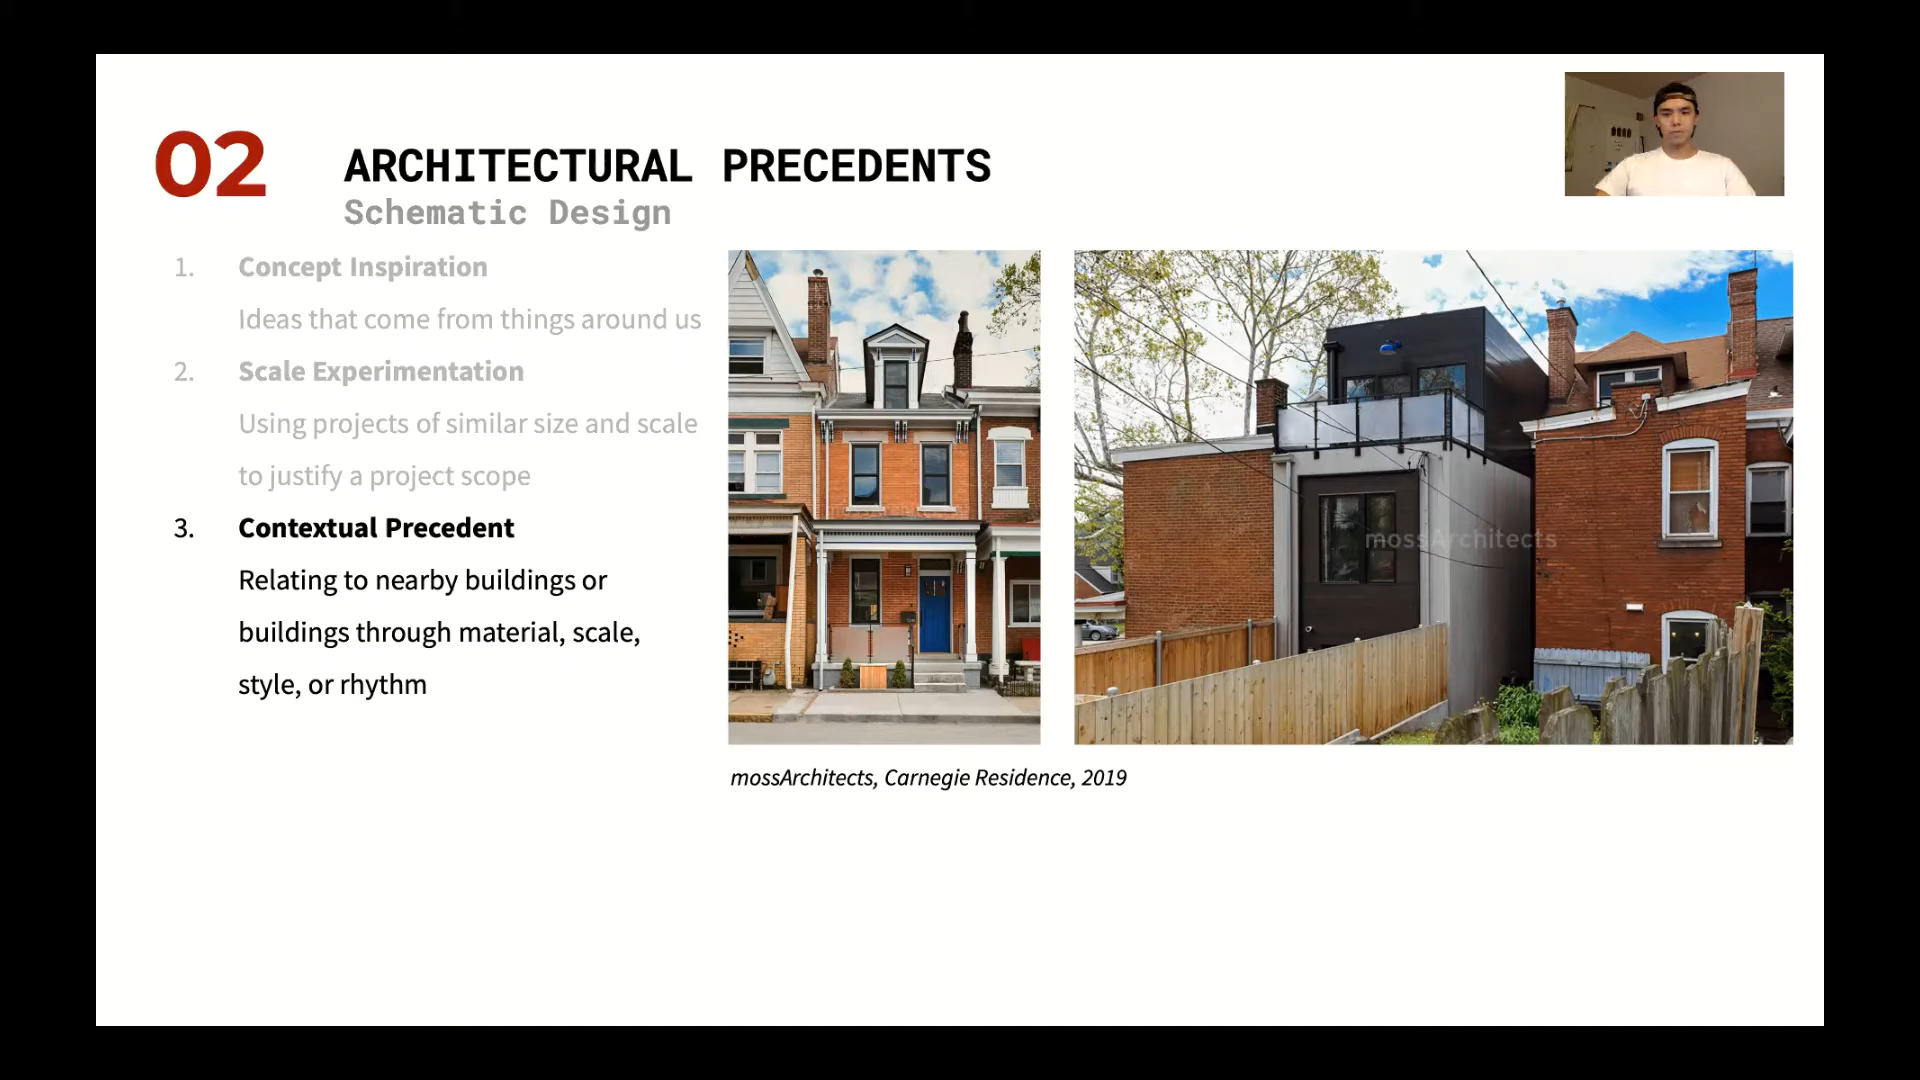 02
ARCHITECTURAL PRECEDENTS
Schematic Design
1. Concept Inspiration
Ideas that come from things around us
2. Scale Experimentation
Using projects of similar size and scale
to justify a project scope
3. Contextual Precedent
Relating to nearby buildings or
buildings through material, scale,
style, or rhythm
mossArchitects
mossArchitects, Carnegie Residence, 2019